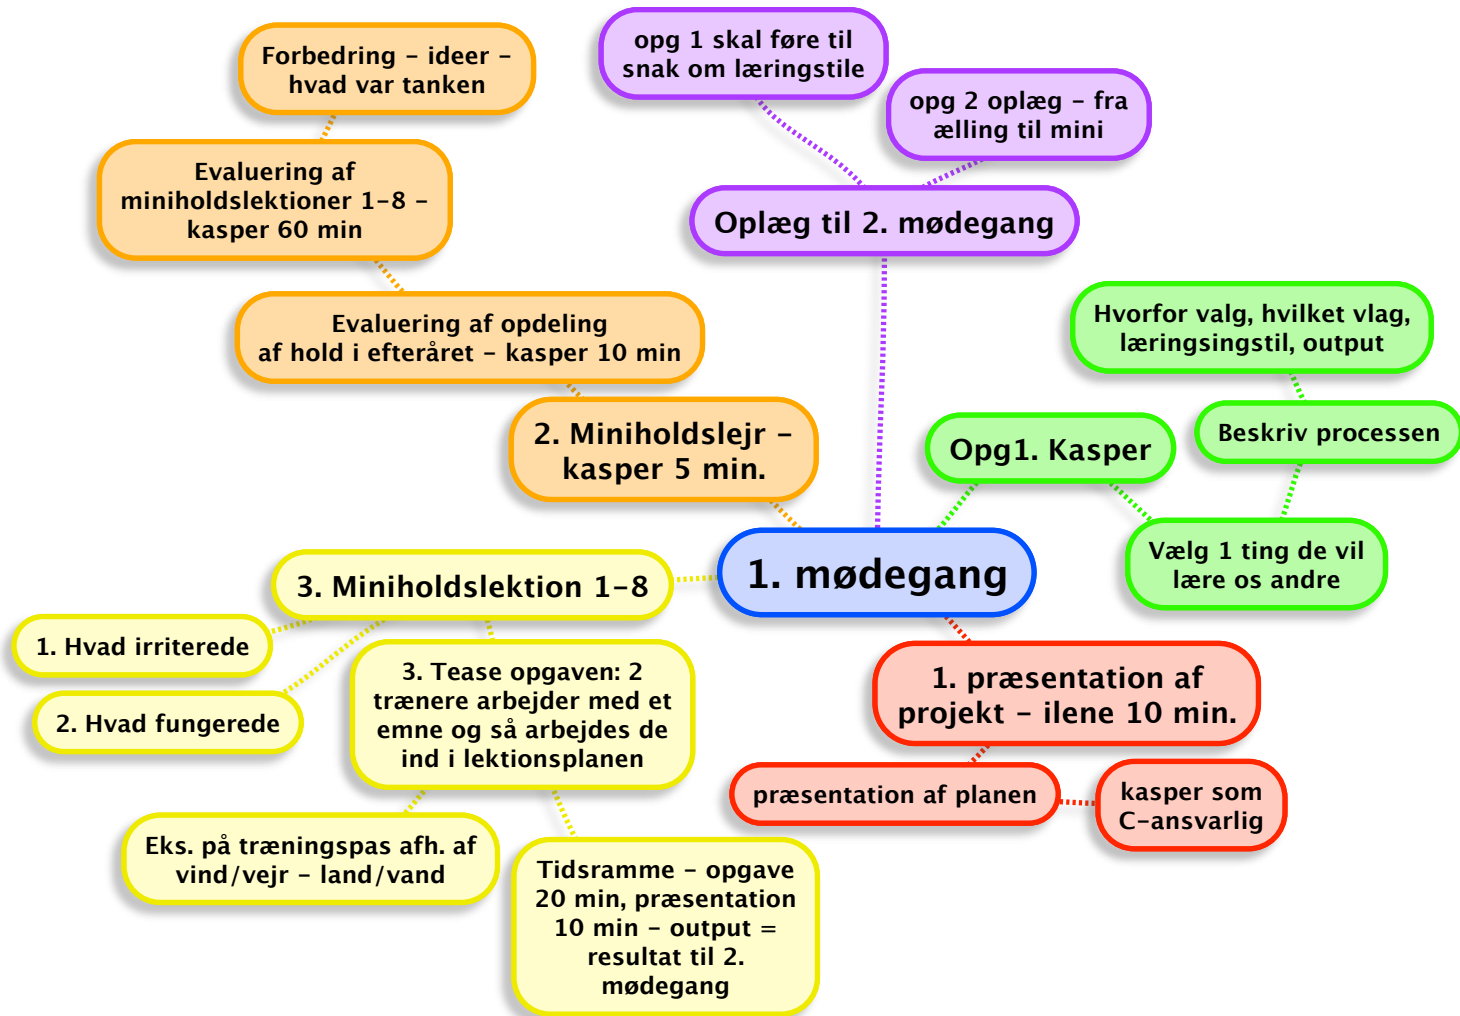 Forbedring – ideer –
hvad var tanken
opg 1 skal føre til
snak om læringstile
opg 2 oplæg – fra
ælling til mini
Evaluering af
miniholdslektioner 1–8 –
kasper 60 min
Oplæg til 2. mødegang
Evaluering af opdeling
af hold i efteråret – kasper 10 min
Hvorfor valg, hvilket vlag,
læringsingstil, output
2. Miniholdslejr –
kasper 5 min.
Opg1. Kasper
Beskriv processen
1. mødegang
Vælg 1 ting de vil
lære os andre
3. Miniholdslektion 1–8
1. Hvad irriterede
2. Hvad fungerede
3. Tease opgaven: 2
trænere arbejder med et
emne og så arbejdes de
ind i lektionsplanen
1. præsentation af
projekt – ilene 10 min.
præsentation af planen
kasper som
C–ansvarlig
Eks. på træningspas afh. af
vind/vejr – land/vand
Tidsramme – opgave
20 min, præsentation
10 min – output =
resultat til 2.
mødegang